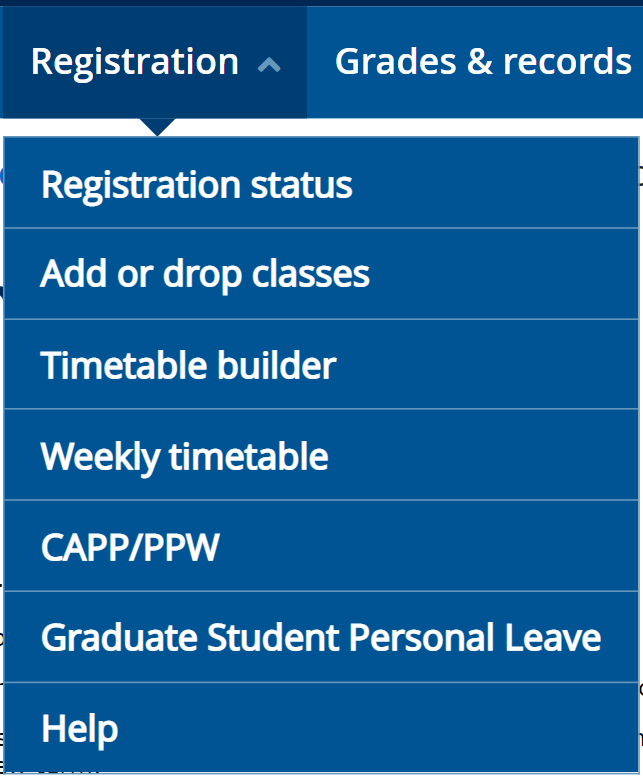 Registration Grades & records
Registration status
Add or drop classes
Timetable builder
Weekly timetable
CAPP/PPW
Graduate Student Personal Leave
Help